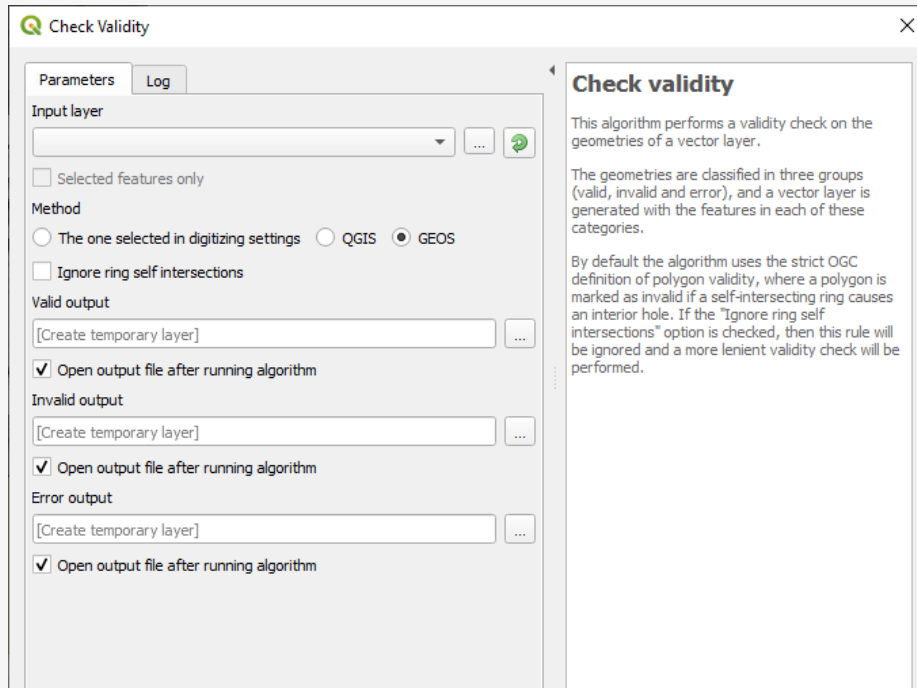 Check Validity
Parameters
Log
Input layer
...
Selected features only
Method
The one selected in digitizing settings
QGIS
GEOS
Ignore ring self intersections
Valid output
[Create temporary layer]
...
Open output file after running algorithm
Invalid output
[Create temporary layer]
...
Open output file after running algorithm
Error output
[Create temporary layer]
...
Open output file after running algorithm
Check validity
This algorithm performs a validity check on the
geometries of a vector layer.
The geometries are classified in three groups
(valid, invalid and error), and a vector layer is
generated with the features in each of these
categories.
By default the algorithm uses the strict OGC
definition of polygon validity, where a polygon is
marked as invalid if a self-intersecting ring causes
an interior hole. If the "Ignore ring self
intersections" option is checked, then this rule will
be ignored and a more lenient validity check will be
performed.